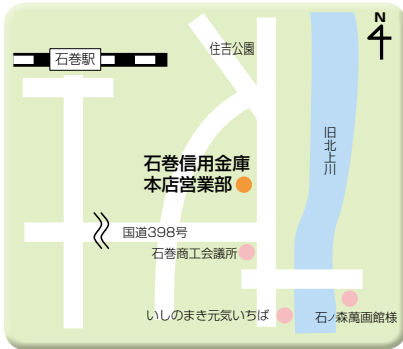 N
住吉公園
石巻駅
旧北上川
石巻信用金庫
本店営業部
国道398号
石巻商工会議所
いしのまき元気いちば
石ノ森萬画館様